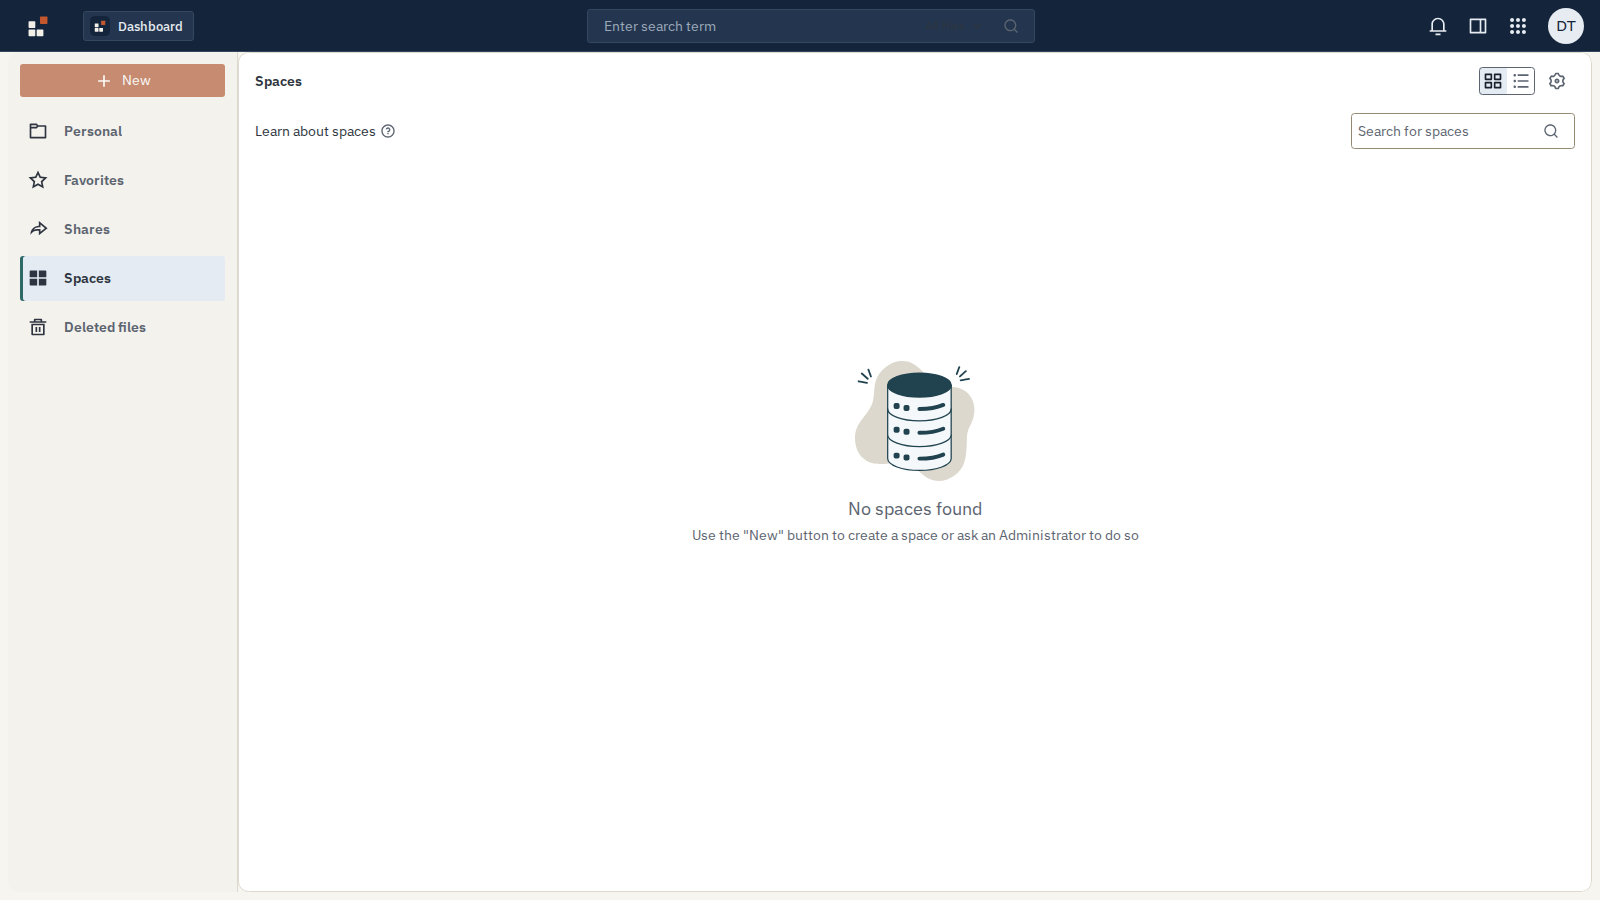 Dashboard
Enter search term
DT
New
Personal
Favorites
Shares
Spaces
Deleted files
Spaces
Learn about spaces
Search for spaces
No spaces found
Use the "New" button to create a space or ask an Administrator to do so